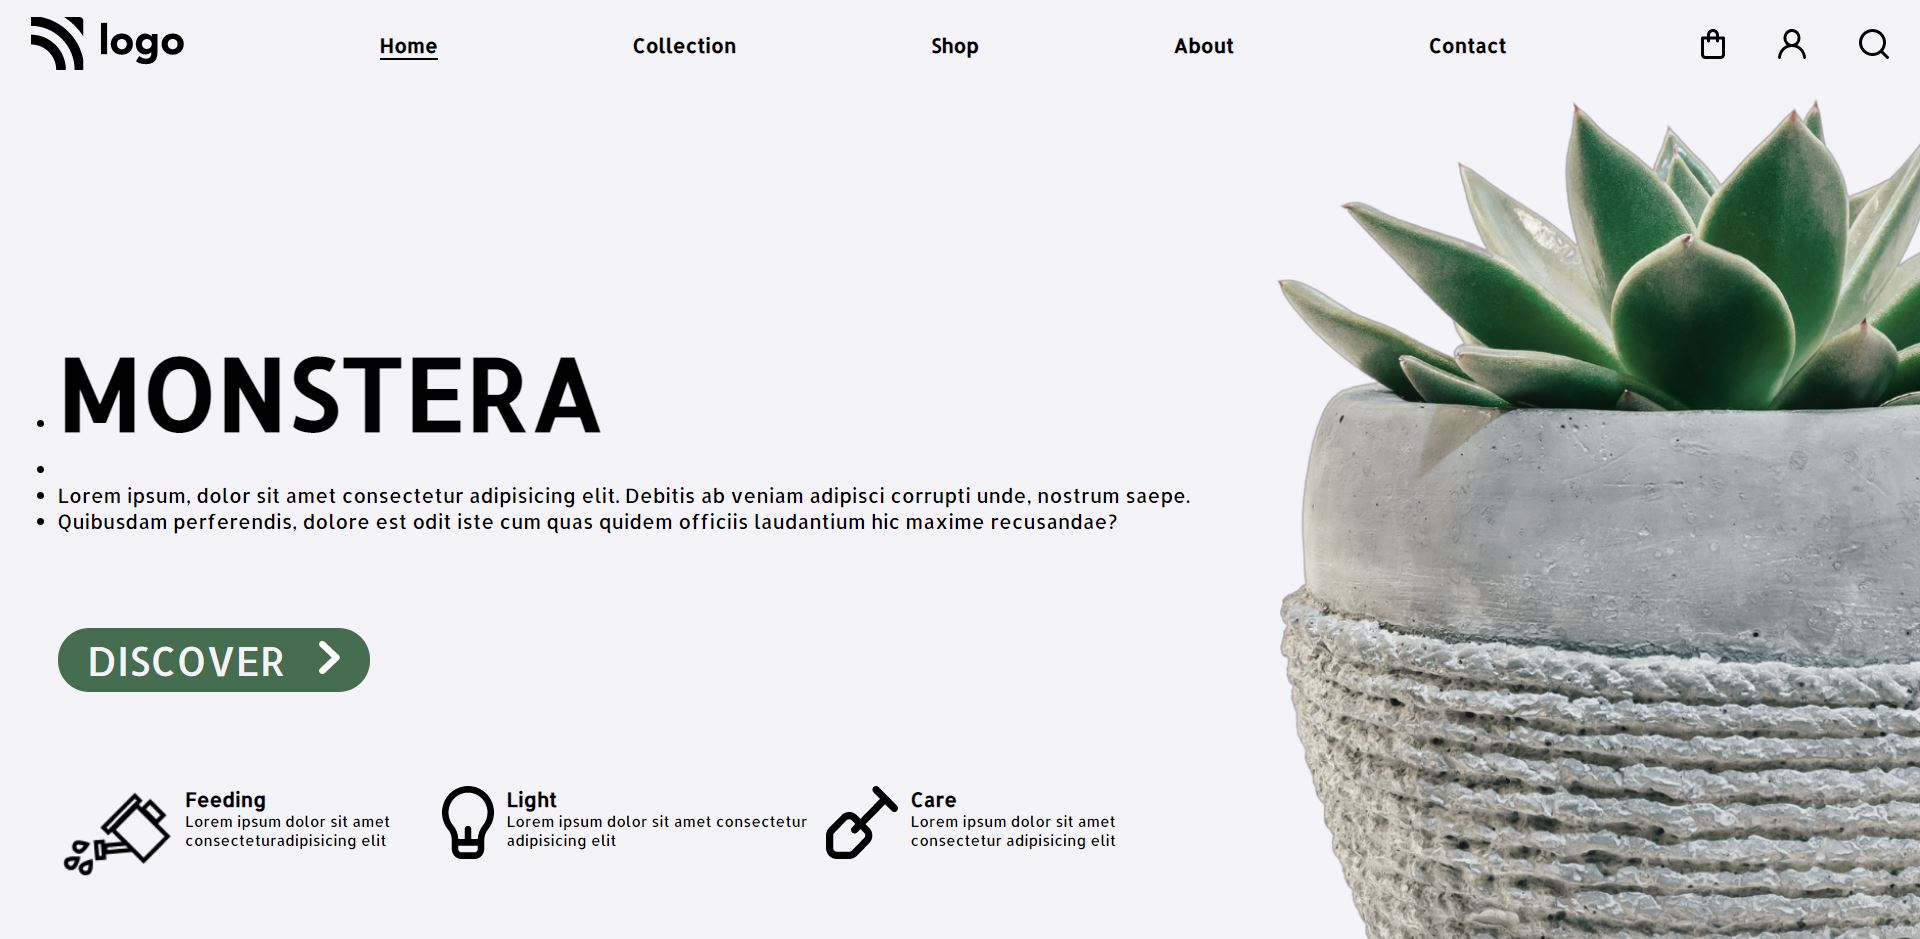 logo
Home
Collection
Shop
About
Contact
MONSTERA
Lorem ipsum, dolor sit amet consectetur adipisicing elit. Debitis ab veniam adipisci corrupti unde, nostrum saepe.
Quibusdam perferendis, dolore est odit iste cum quas quidem officiis laudantium hic maxime recusandae?
DISCOVER
Feeding
Lorem ipsum dolor sit amet
consecteturadipisicing elit
Light
Lorem ipsum dolor sit amet consectetur
adipisicing elit
Care
Lorem ipsum dolor sit amet
consectetur adipisicing elit